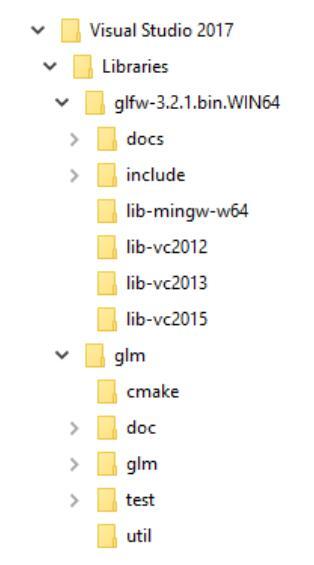 Visual Studio 2017
Libraries
glfw-3.2.1.bin.WIN64
docs
include
lib-mingw-w64
lib-vc2012
lib-vc2013
lib-vc2015
glm
cmake
doc
glm
test
util